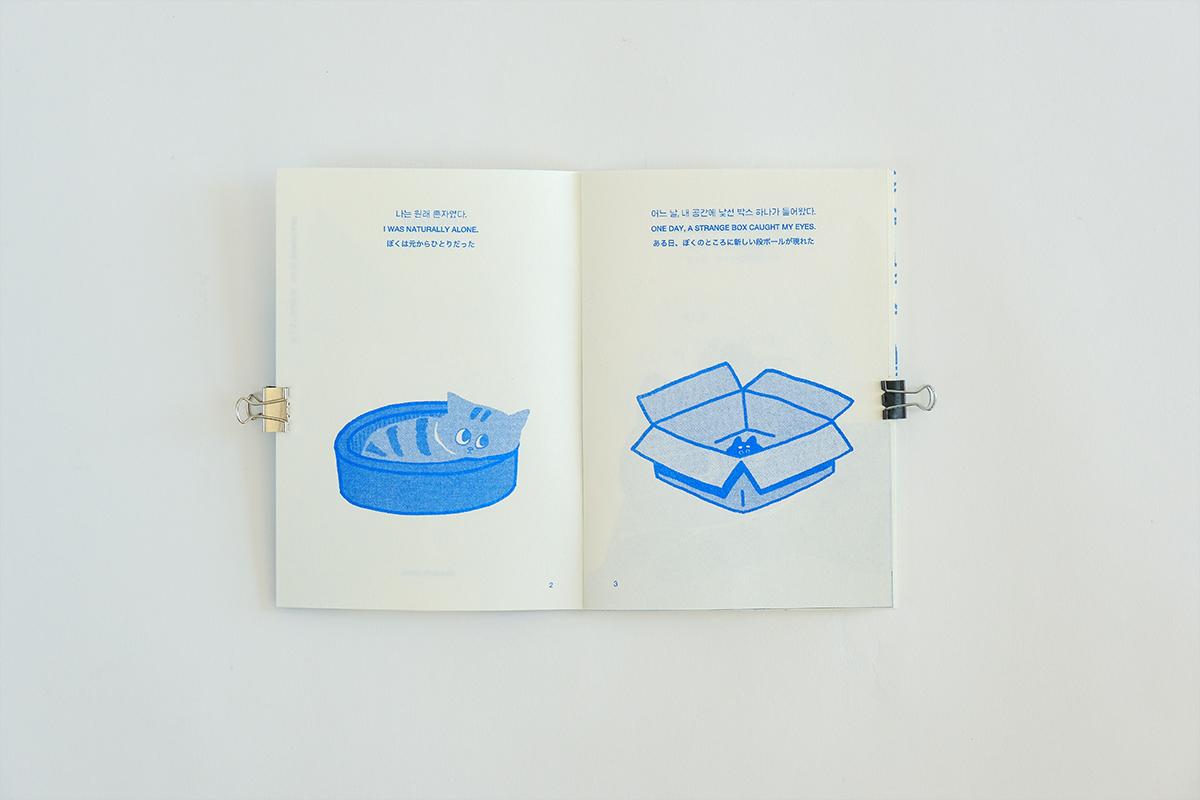 나는 원래 혼자였다.
I WAS NATURALLY ALONE.
ぼくは元からひとりだった
2
어느 날, 내 공간에 낯선 박스 하나가 들어왔다.
ONE DAY, A STRANGE BOX CAUGHT MY EYES.
ある日、ぼくのところに新しい段ボールが現れた
3